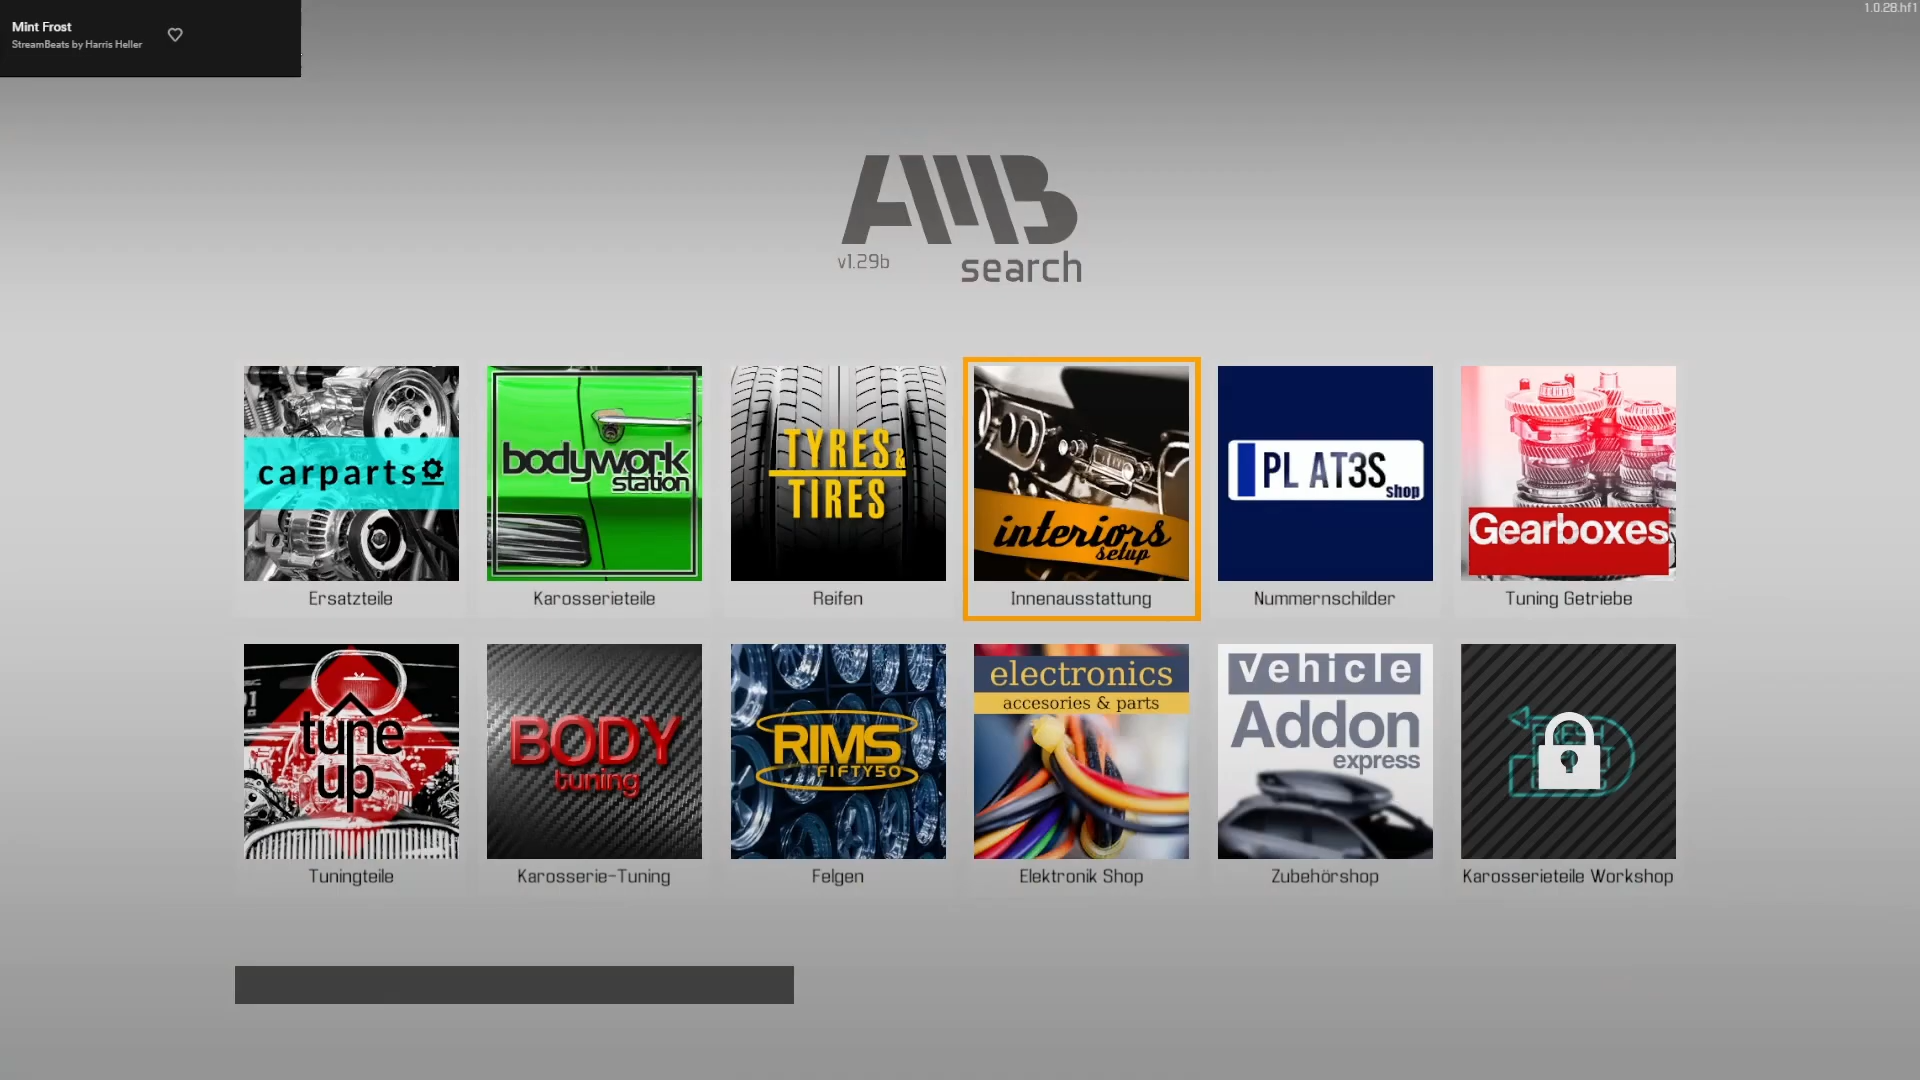 Mint Frost
StreamBeats by Harris Heller
1.0.28.hf1
AMB
v1.29b
search
carparts
bodywork
station
TYRES &
TIRES
interiors
setup
PL AT3S
shop
Gearboxes
Ersatzteile
Karosserieteile
Reifen
Innenausstattung
Nummernschilder
Tuning Getriebe
tune
up
BODY
tuning
RIMS
FIFTY50
electronics
accesories & parts
vehicle
Addon
express
Tuningteile
Karosserie-Tuning
Felgen
Elektronik Shop
Zubehörshop
Karosserieteile Workshop